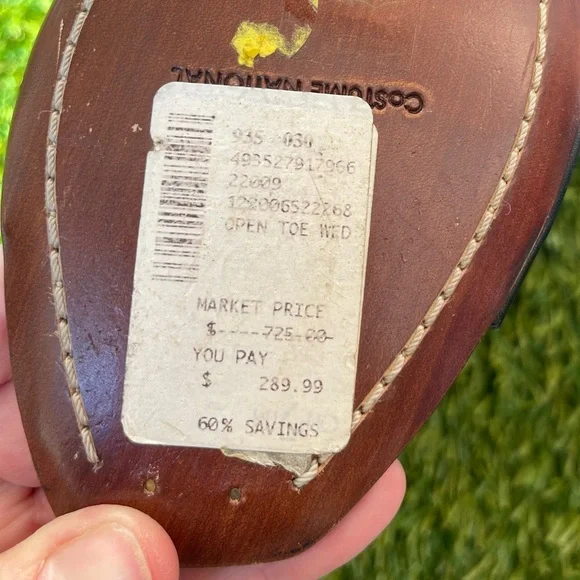 COSTUME NATIONAL
935 030
493527917966
22009
122006522268
OPEN TOE WED
MARKET PRICE
$----725.00-
YOU PAY
$ 289.99
60% SAVINGS